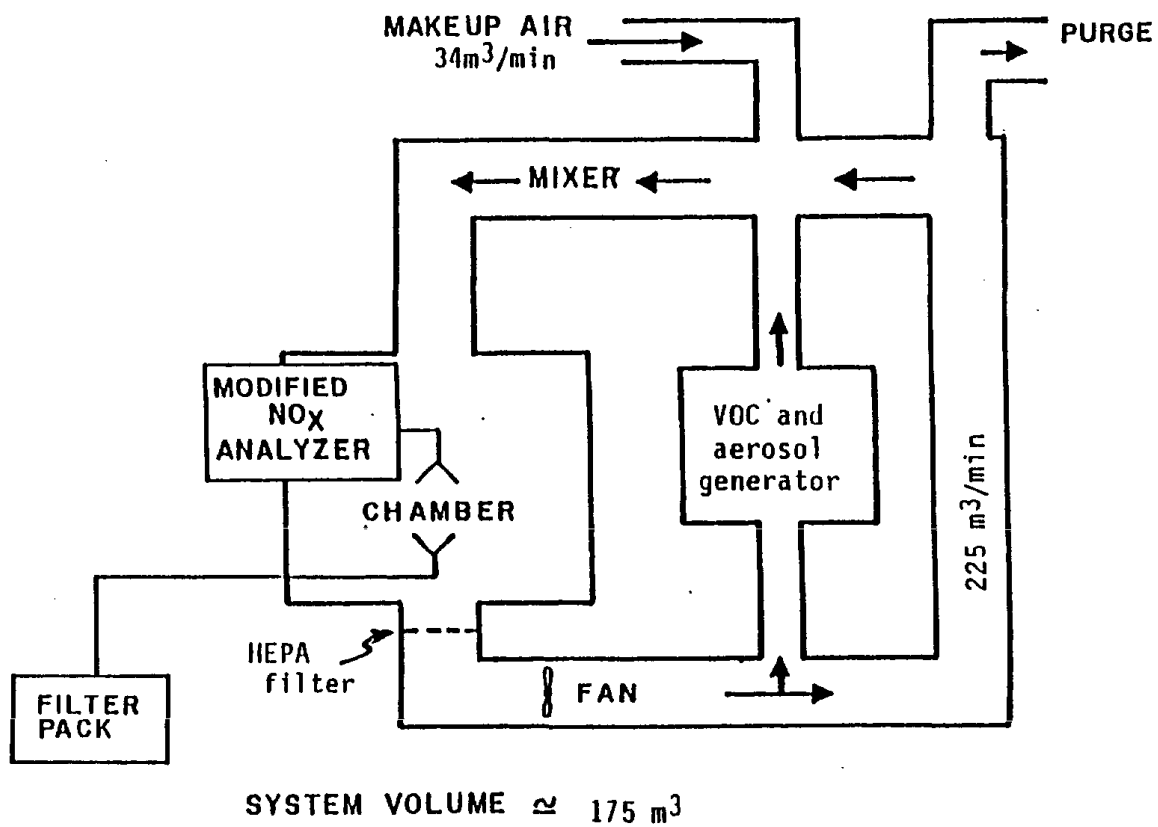 MAKEUP AIR
34m³/min
PURGE
MIXER
MODIFIED
NOX
ANALYZER
CHAMBER
VOC and
aerosol
generator
225 m³/min
HEPA
filter
FAN
FILTER
PACK
SYSTEM VOLUME ≃ 175 m³